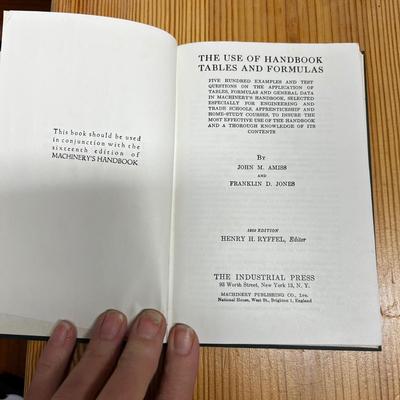 This book should be used
in conjunction with the
sixteenth edition of
MACHINERY'S HANDBOOK
THE USE OF HANDBOOK
TABLES AND FORMULAS
FIVE HUNDRED EXAMPLES AND TEST
QUESTIONS ON THE APPLICATION OF
TABLES, FORMULAS AND GENERAL DATA
IN MACHINERY'S HANDBOOK, SELECTED
ESPECIALLY FOR ENGINEERING AND
TRADE SCHOOLS, APPRENTICESHIP AND
HOME-STUDY COURSES, TO INSURE THE
MOST EFFECTIVE USE OF THE HANDBOOK
AND A THOROUGH KNOWLEDGE OF ITS
CONTENTS
By
JOHN M. AMISS
AND
FRANKLIN D. JONES
EDITION
HENRY H. RYFFEL, Editor
THE INDUSTRIAL PRESS
93 Worth Street, New York 13, N. Y.
MACHINERY PUBLISHING CO., LTD.
National House, West St., Brighton 1, England